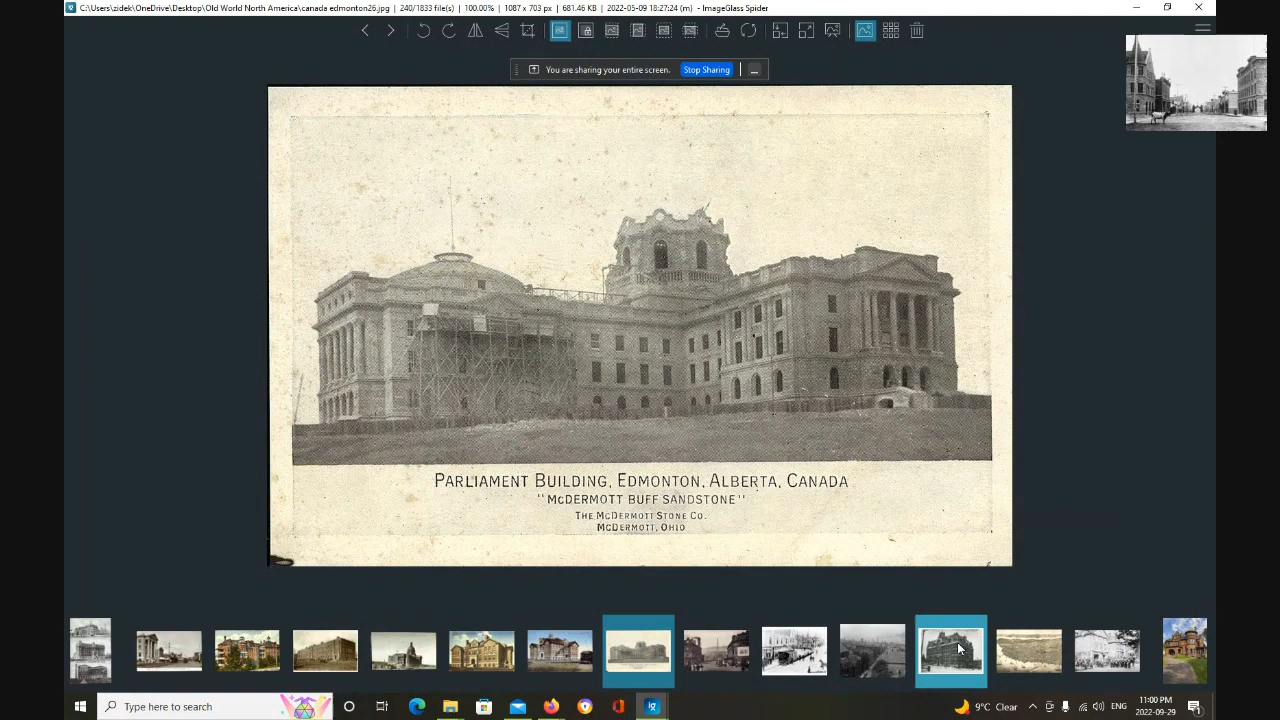 C:\Users\zidek\OneDrive\Desktop\Old World North America\canada edmonton26.jpg | 240/1833 file(s) | 100.00% | 1087 x 703 px | 681.46 KB | 2022-05-09 18:27:24 (m) - ImageGlass Spider
You are sharing your entire screen. Stop Sharing
PARLIAMENT BUILDING, EDMONTON, ALBERTA, CANADA
"McDERMOTT BUFF SANDSTONE"
THE McDERMOTT STONE CO.
McDERMOTT, OHIO
Type here to search
9°C Clear
11:00 PM
2022-09-29